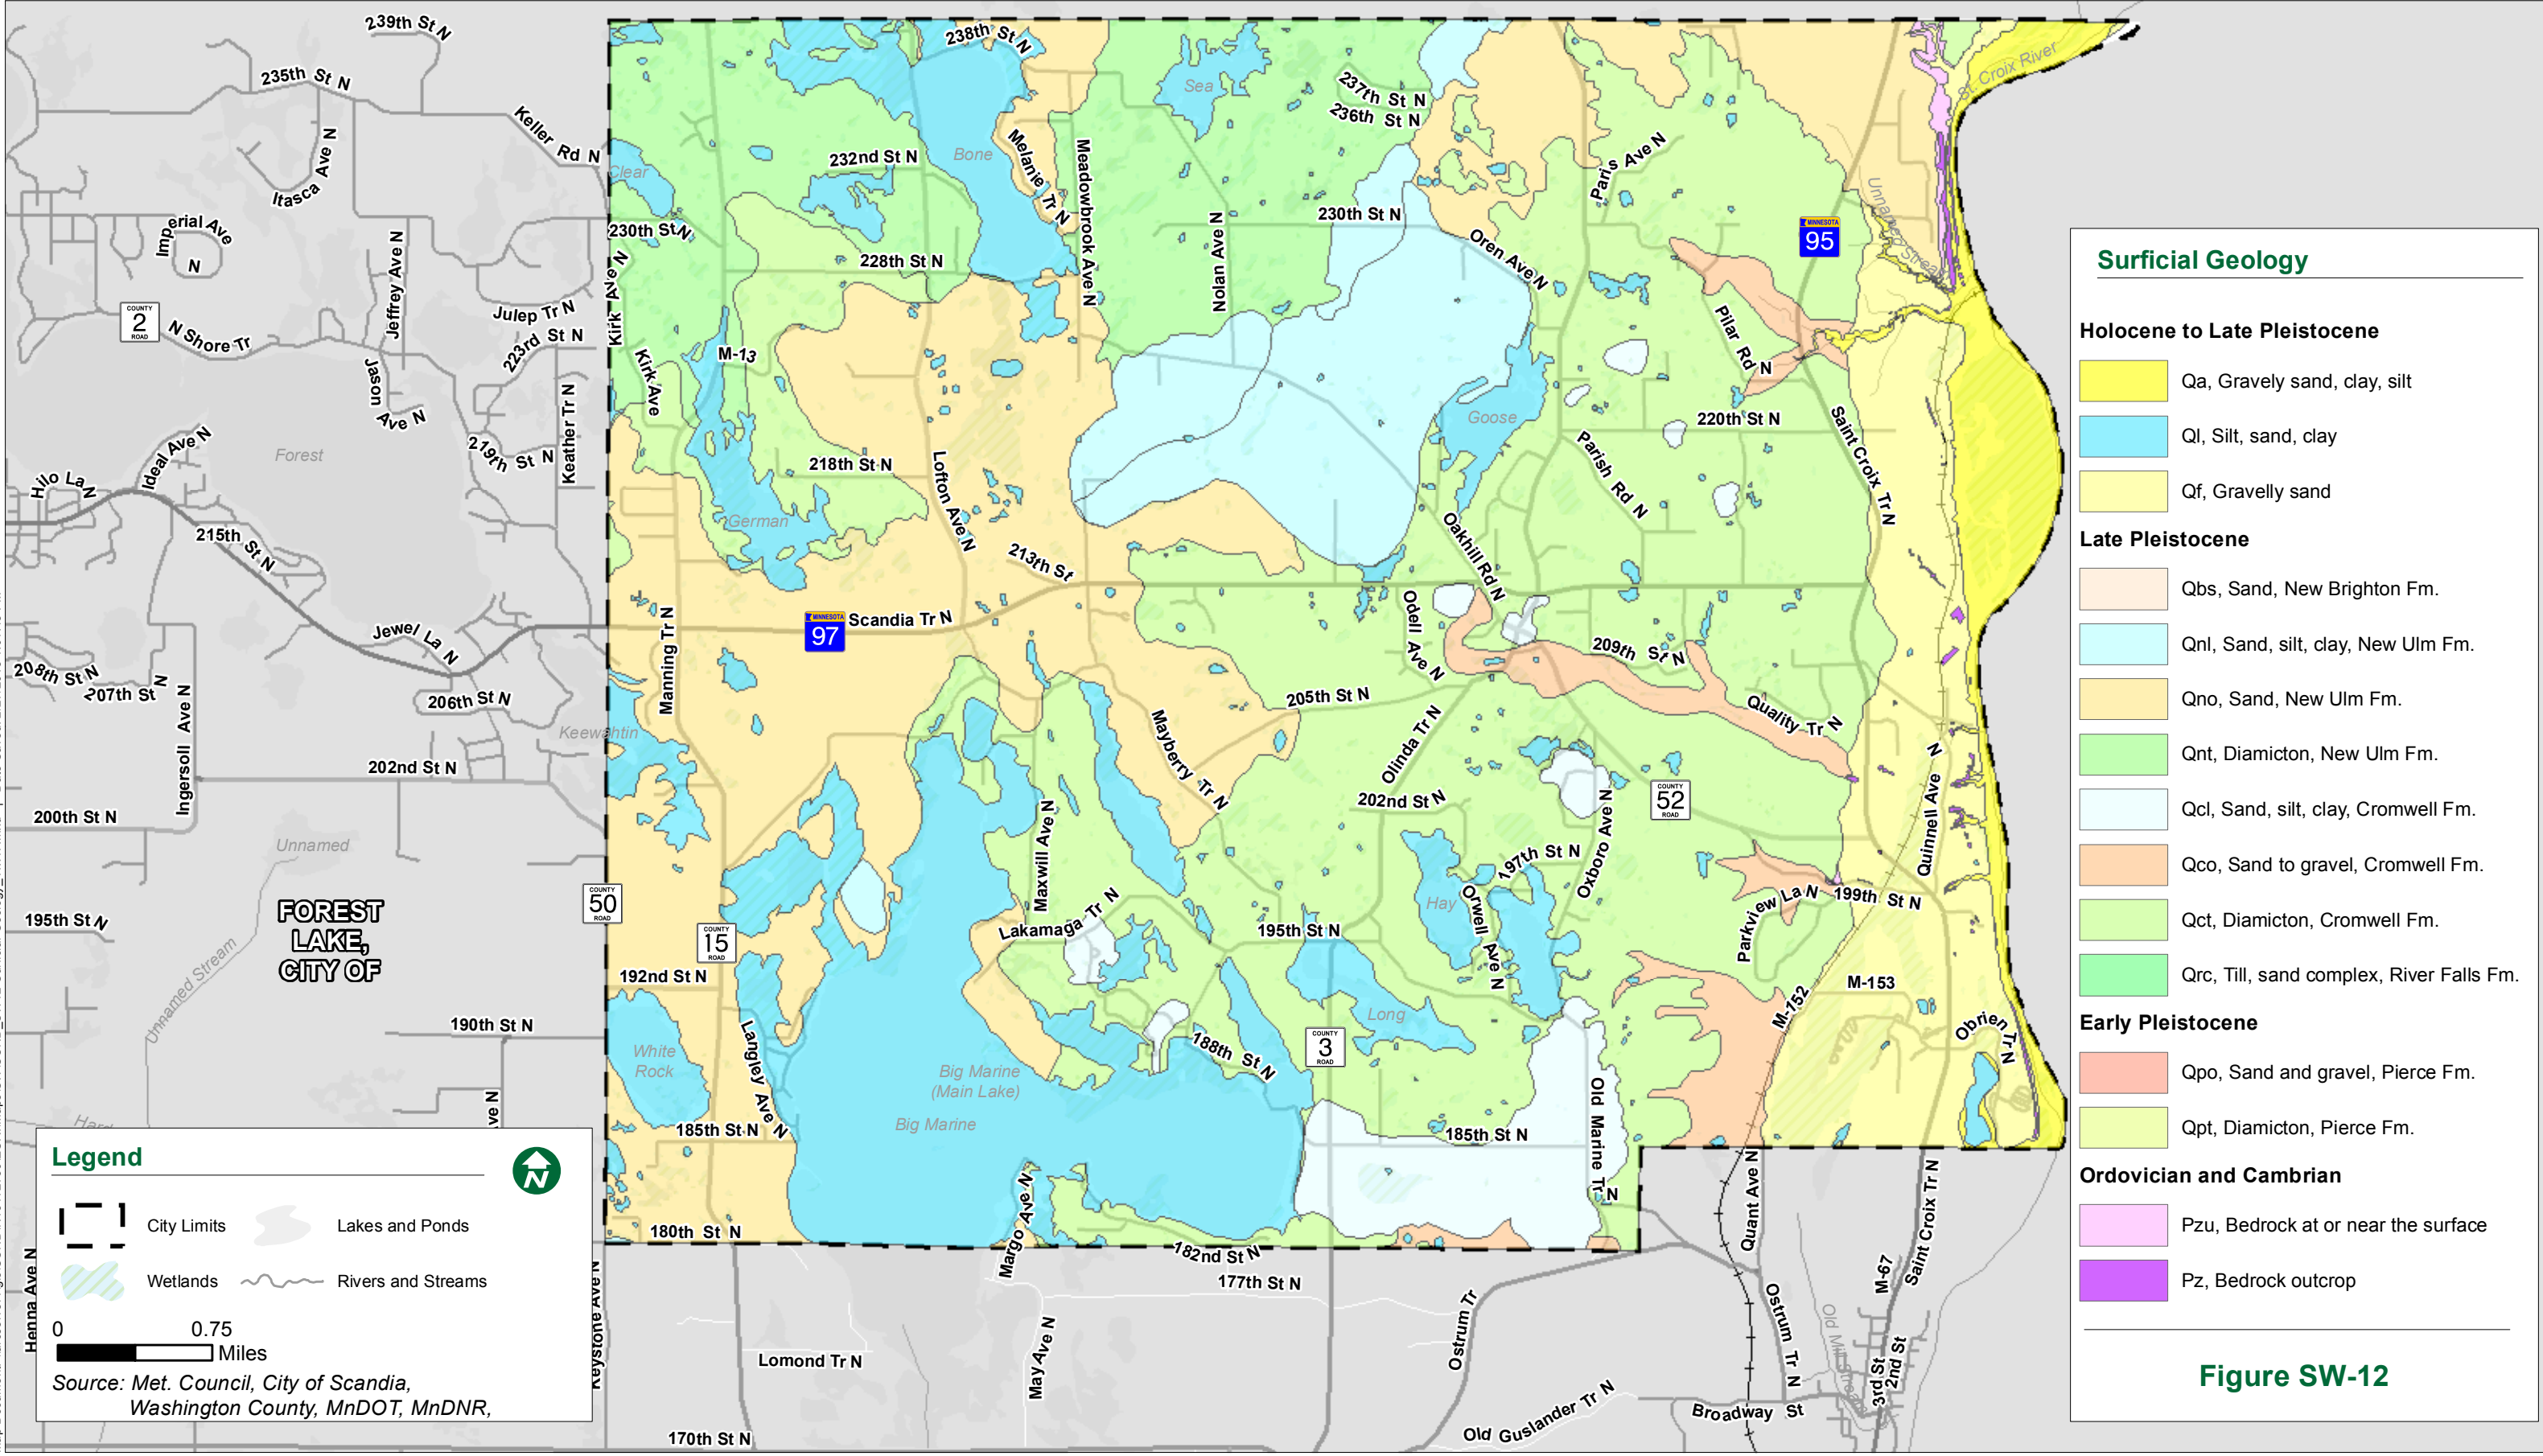 239th St N
235th St N
Keller Rd N
Itasca Ave N
Imperial Ave
N
COUNTY
2
ROAD
N Shore Tr
Jeffrey Ave N
Julep Tr N
223rd St N
Jason
Ave N
219th St N
Keather Tr N
Forest
Hilo La N
Ideal Ave N
215th St N
Jewel La N
208th St N
207th St N
206th St N
Ingersoll Ave N
202nd St N
200th St N
Unnamed
Keewahtin
COUNTY
50
ROAD
FOREST
LAKE,
CITY OF
195th St N
Unnamed Stream
190th St N
Ave N
Henna Ave N
Keystone Ave N
238th St N
Sea
237th St N
236th St N
Clear
232nd St N
Bone
Melanie Tr N
Meadowbrook Ave N
230th St N
Kirk Ave N
228th St N
Nolan Ave N
230th St N
Oren Ave N
Paris Ave N
MINNESOTA
95
Unnamed Stream
St. Croix River
M-13
Kirk Ave
218th St N
Lofton Ave N
German
Goose
Pilar Rd N
220th St N
Parish Rd N
Saint Croix Tr N
Oakhill Rd N
213th St
MINNESOTA
97
Scandia Tr N
Manning Tr N
Odell Ave N
209th St N
205th St N
Quality Tr N
Mayberry Tr N
Olinda Tr N
202nd St N
COUNTY
52
ROAD
Quinnell Ave N
Maxwill Ave N
197th St N
Oxboro Ave N
Hay
Orwell Ave N
Lakamaga Tr N
195th St N
Parkview La N
199th St N
COUNTY
15
ROAD
192nd St N
M-153
M-152
Obrien Tr N
White
Rock
Langley Ave N
Big Marine
(Main Lake)
Big Marine
188th St N
COUNTY
3
ROAD
Long
185th St N
185th St N
Old Marine Tr N
180th St N
Margo Ave N
182nd St N
177th St N
Quant Ave N
Saint Croix Tr N
M-67
Ostrum Tr
Ostrum Tr N
May Ave N
Lomond Tr N
3rd St
2nd St
Broadway St
Old Guslander Tr N
170th St N
Legend
N
City Limits
Lakes and Ponds
Wetlands
Rivers and Streams
0 0.75
Miles
Source: Met. Council, City of Scandia,
Washington County, MnDOT, MnDNR,
Surficial Geology
Holocene to Late Pleistocene
Qa, Gravely sand, clay, silt
Ql, Silt, sand, clay
Qf, Gravelly sand
Late Pleistocene
Qbs, Sand, New Brighton Fm.
Qnl, Sand, silt, clay, New Ulm Fm.
Qno, Sand, New Ulm Fm.
Qnt, Diamicton, New Ulm Fm.
Qcl, Sand, silt, clay, Cromwell Fm.
Qco, Sand to gravel, Cromwell Fm.
Qct, Diamicton, Cromwell Fm.
Qrc, Till, sand complex, River Falls Fm.
Early Pleistocene
Qpo, Sand and gravel, Pierce Fm.
Qpt, Diamicton, Pierce Fm.
Ordovician and Cambrian
Pzu, Bedrock at or near the surface
Pz, Bedrock outcrop
Figure SW-12